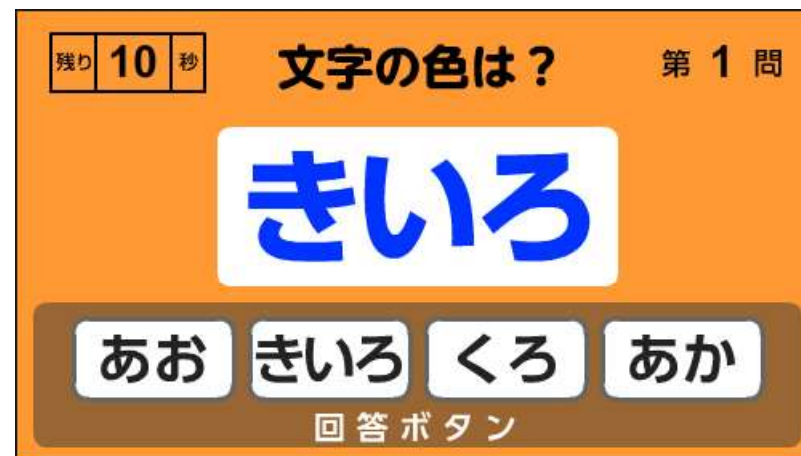 残り 10 秒 文字の色は？ 第 1 問
きいろ
あお きいろ くろ あか
回答ボタン